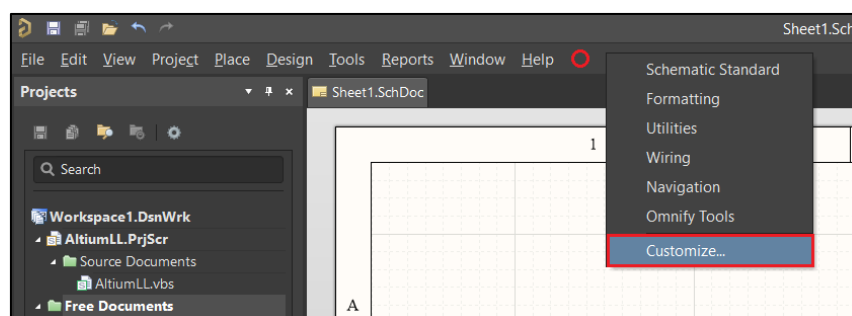 Sheet1.Sch
File Edit View Project Place Design Tools Reports Window Help
Projects
Sheet1.SchDoc
Schematic Standard
Formatting
Utilities
Wiring
Navigation
Omnify Tools
Customize...
Search
Workspace1.DsnWrk
AltiumLL.PrjScr
Source Documents
AltiumLL.vbs
Free Documents
1
A